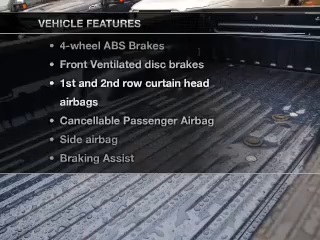 VEHICLE FEATURES
• 4-wheel ABS Brakes
• Front Ventilated disc brakes
• 1st and 2nd row curtain head
airbags
• Cancellable Passenger Airbag
• Side airbag
• Braking Assist